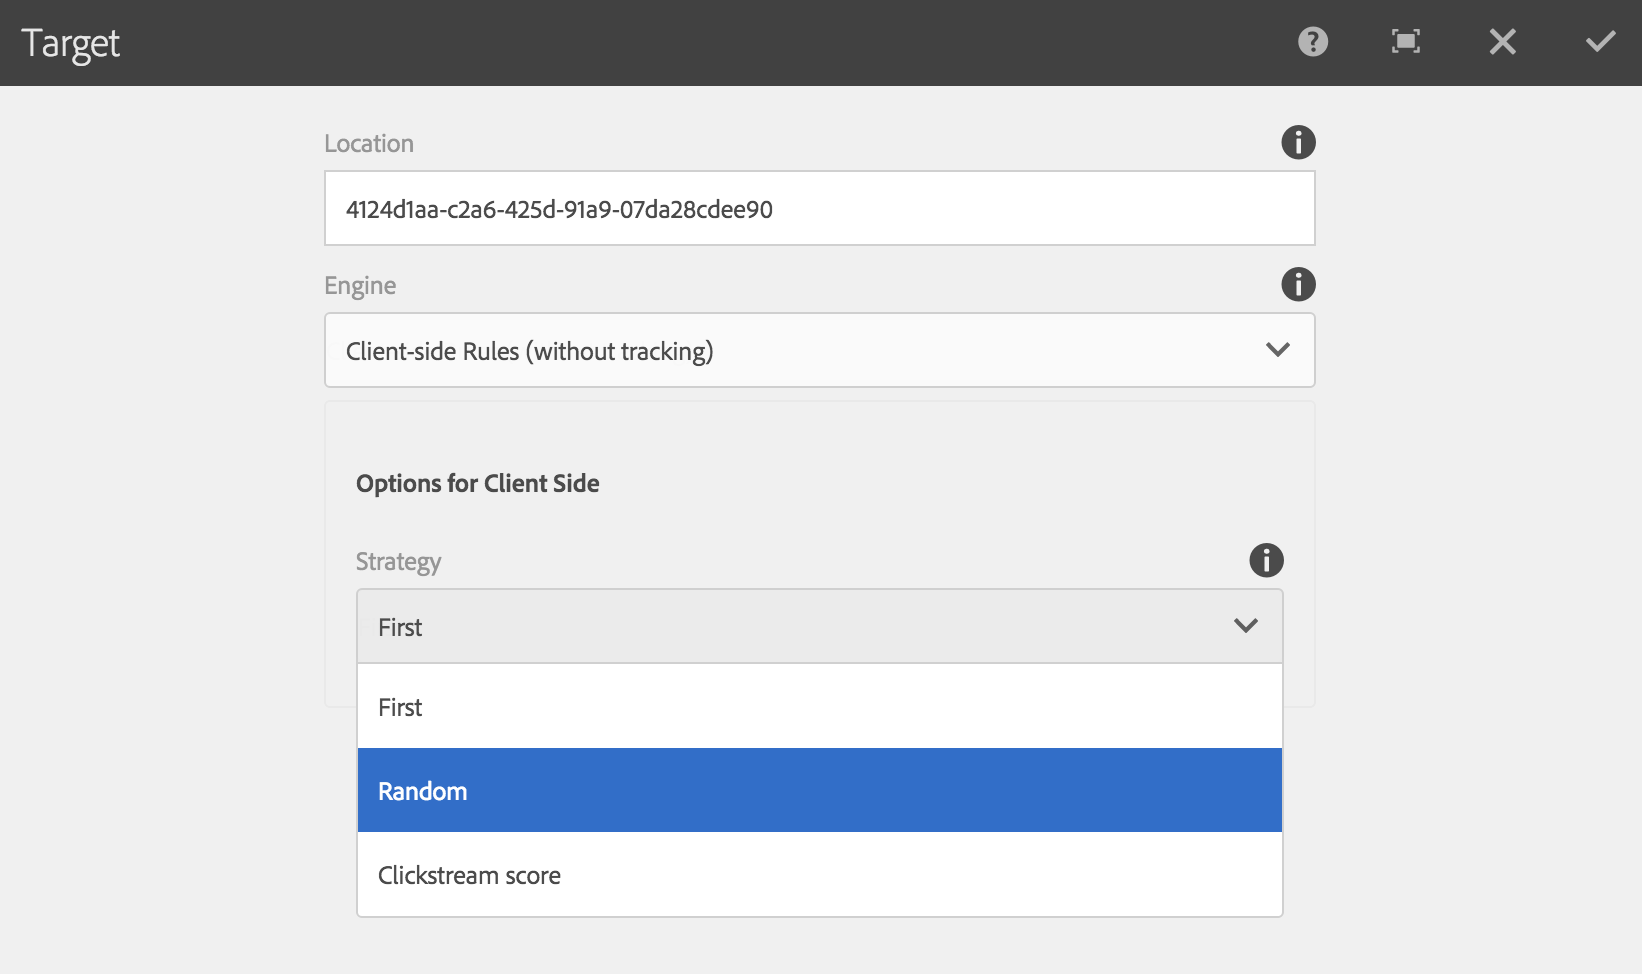 Target
Location
4124d1aa-c2a6-425d-91a9-07da28cdee90
Engine
Client-side Rules (without tracking)
Options for Client Side
Strategy
First
First
Random
Clickstream score